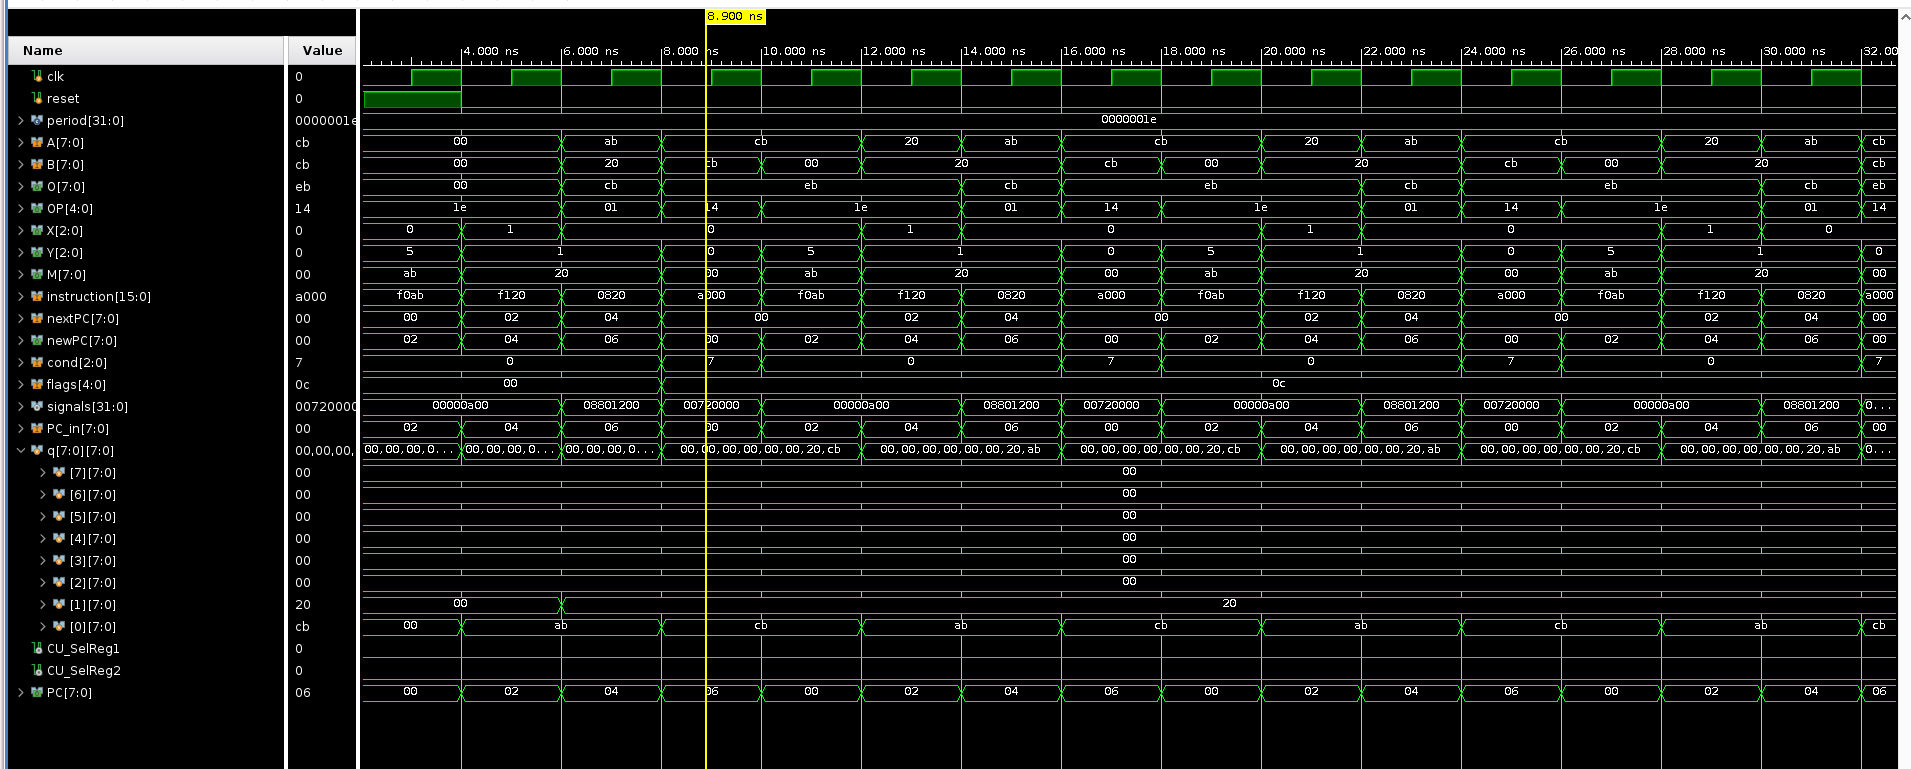 8.900 ns
Name Value 4.000 ns 6.000 ns 8.000 ns 10.000 ns 12.000 ns 14.000 ns 16.000 ns 18.000 ns 20.000 ns 22.000 ns 24.000 ns 26.000 ns 28.000 ns 30.000 ns 32.00
clk 0
reset 0
period[31:0] 0000001e 0000001e
A[7:0] cb 00 ab cb 20 ab cb 20 ab cb 20 ab cb
B[7:0] cb 00 20 cb 00 20 cb 00 20 cb 00 20 cb
O[7:0] eb 00 cb eb cb eb cb eb cb eb
OP[4:0] 14 1e 01 14 1e 01 14 1e 01 14 1e 01 14
X[2:0] 0 0 1 0 1 0 1 0 1 0
Y[2:0] 0 5 1 0 5 1 0 5 1 0 5 1 0
M[7:0] 00 ab 20 00 ab 20 00 ab 20 00 ab 20 00
instruction[15:0] a000 f0ab f120 0820 a000 f0ab f120 0820 a000 f0ab f120 0820 a000 f0ab f120 0820 a000
nextPC[7:0] 00 00 02 04 00 02 04 00 02 04 00 02 04 00
newPC[7:0] 00 02 04 06 00 02 04 06 00 02 04 06 00 02 04 06 00
cond[2:0] 7 0 7 0 7 0 7 0 7
flags[4:0] 0c 00 0c
signals[31:0] 00720000 00000a00 08801200 00720000 00000a00 08801200 00720000 00000a00 08801200 00720000 00000a00 08801200 0...
PC_in[7:0] 00 02 04 06 00 02 04 06 00 02 04 06 00 02 04 06 00
q[7:0][7:0] 00,00,00, 00,00,00,0... 00,00,00,0... 00,00,00,0... 00,00,00,00,00,00,20,cb 00,00,00,00,00,00,20,ab 00,00,00,00,00,00,20,cb 00,00,00,00,00,00,20,ab 00,00,00,00,00,00,20,cb 00,00,00,00,00,00,20,ab 0...
[7][7:0] 00 00
[6][7:0] 00 00
[5][7:0] 00 00
[4][7:0] 00 00
[3][7:0] 00 00
[2][7:0] 00 00
[1][7:0] 20 00 20
[0][7:0] cb 00 ab cb ab cb ab cb ab cb
CU_SelReg1 0
CU_SelReg2 0
PC[7:0] 06 00 02 04 06 00 02 04 06 00 02 04 06 00 02 04 06